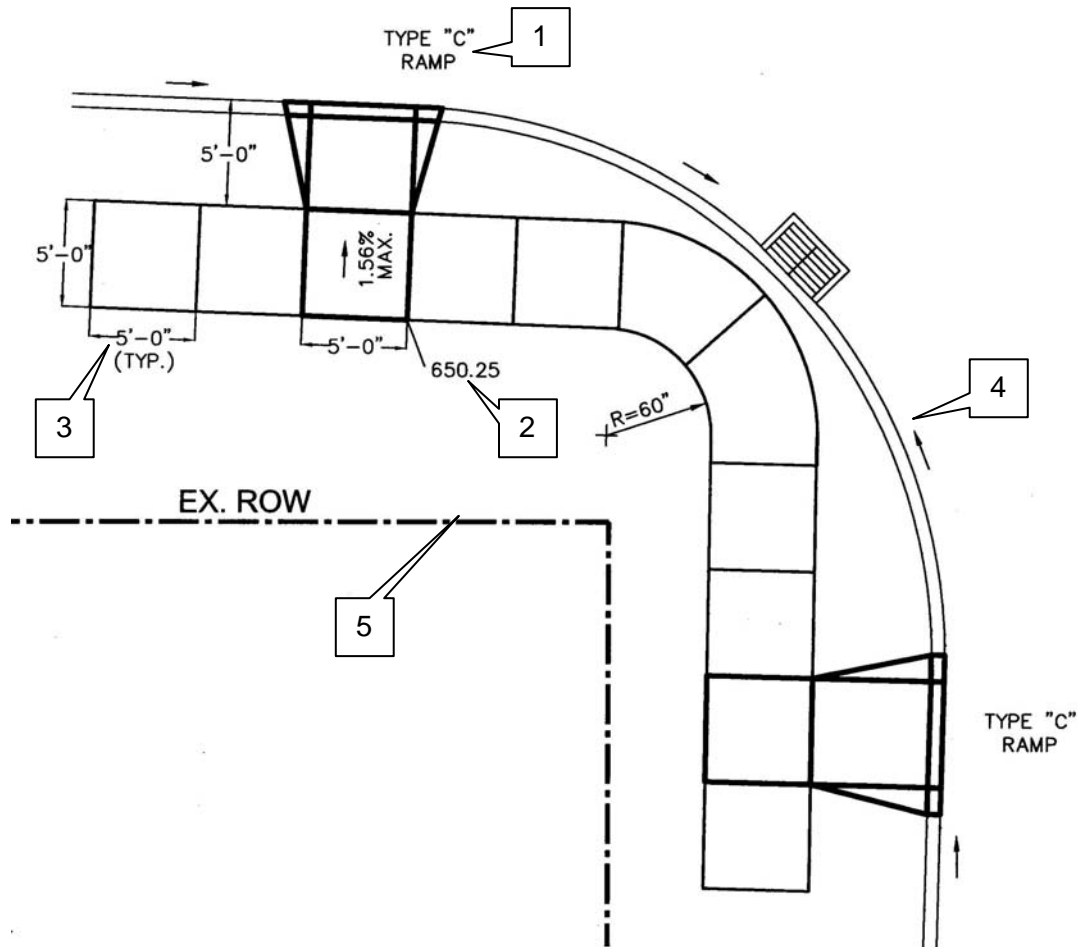 TYPE "C"
RAMP
1
5'-0"
5'-0"
1.56%
MAX.
5'-0"
(TYP.)
5'-0"
650.25
3
2
R=60"
4
EX. ROW
5
TYPE "C"
RAMP